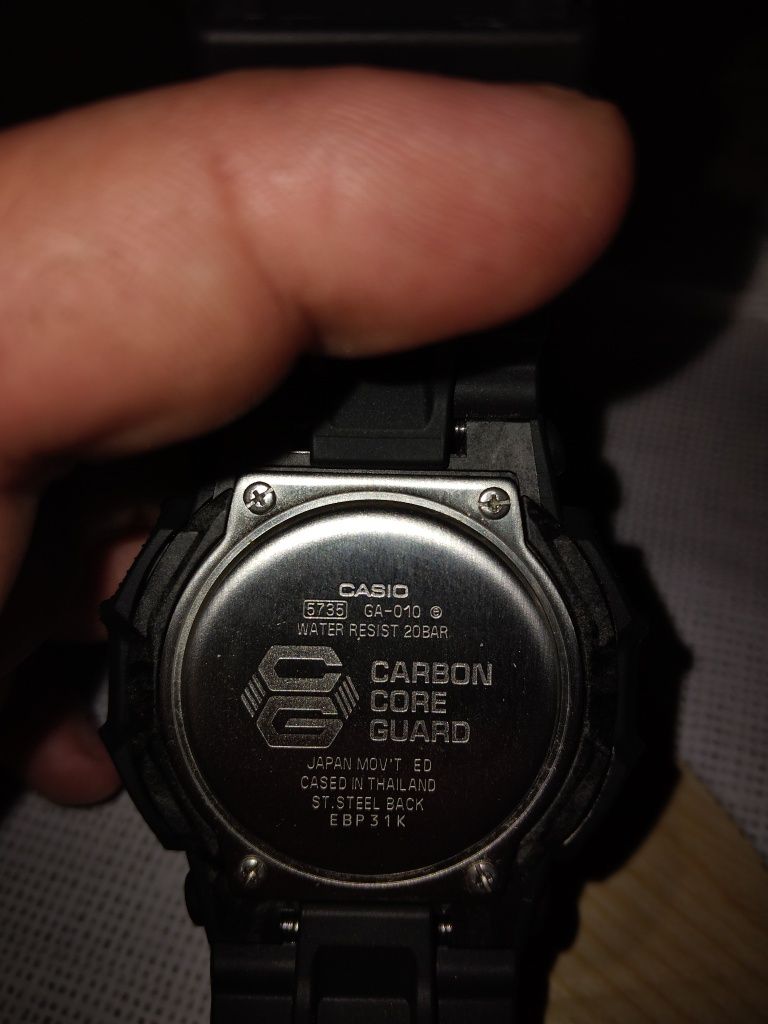 CASIO
5735 GA-010
WATER RESIST 20BAR
CARBON
CORE
GUARD
JAPAN MOV'T ED
CASED IN THAILAND
ST.STEEL BACK
EBP31K